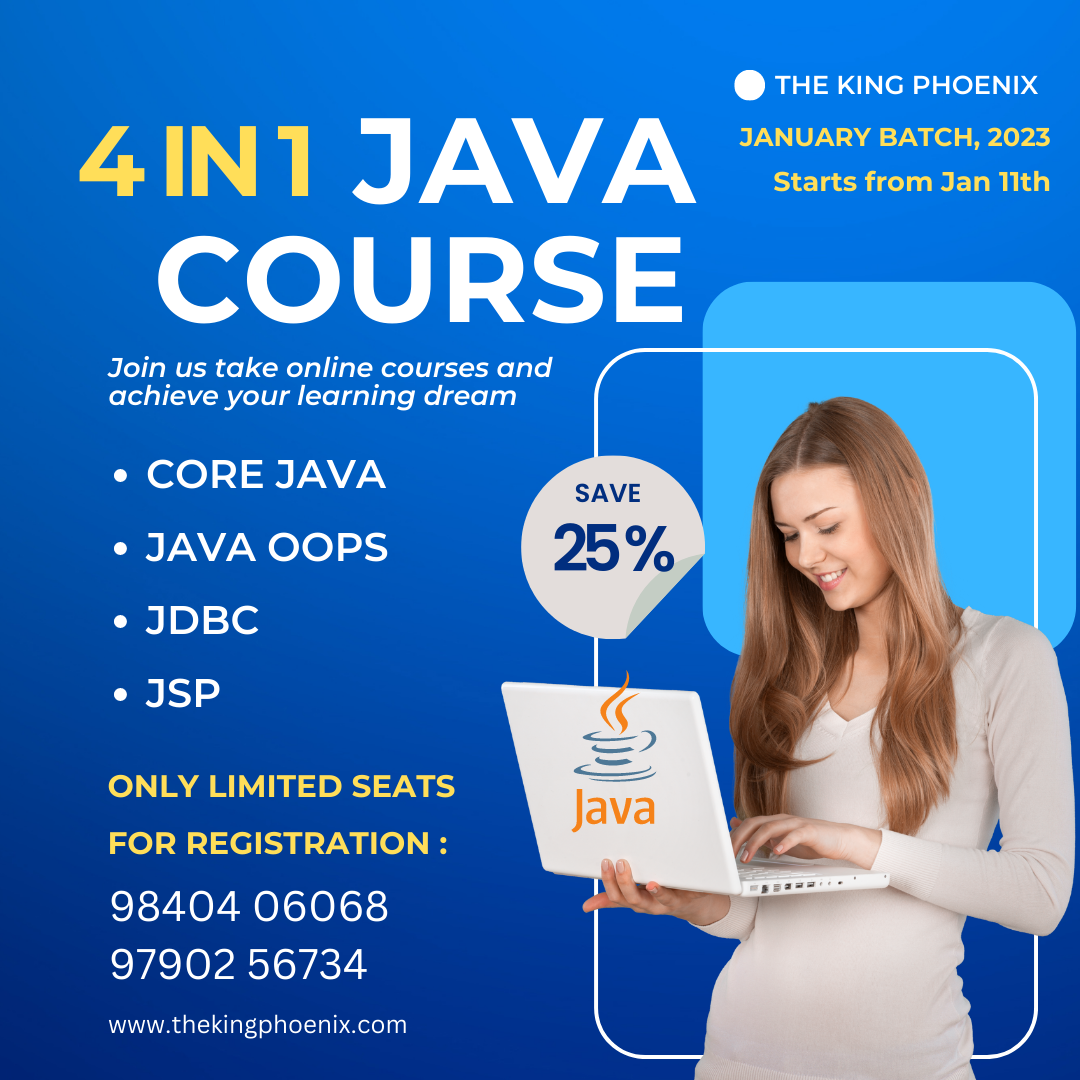 THE KING PHOENIX
JANUARY BATCH, 2023
Starts from Jan 11th
4 IN 1 JAVA
COURSE
Join us take online courses and
achieve your learning dream
• CORE JAVA
• JAVA OOPS
• JDBC
• JSP
SAVE
25%
Java
ONLY LIMITED SEATS
FOR REGISTRATION :
98404 06068
97902 56734
www.thekingphoenix.com